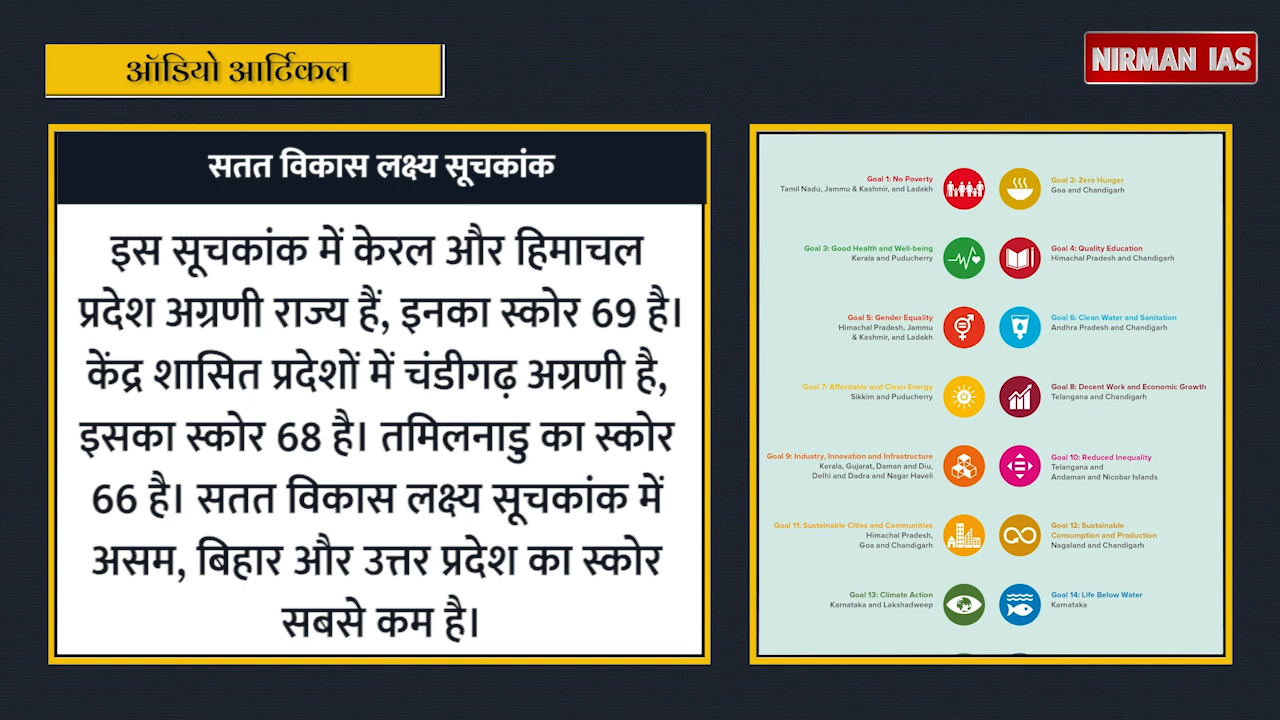 ऑडियो आर्टिकल
NIRMAN IAS
सतत विकास लक्ष्य सूचकांक
इस सूचकांक में केरल और हिमाचल
प्रदेश अग्रणी राज्य हैं, इनका स्कोर 69 है।
केंद्र शासित प्रदेशों में चंडीगढ़ अग्रणी है,
इसका स्कोर 68 है। तमिलनाडु का स्कोर
66 है। सतत विकास लक्ष्य सूचकांक में
असम, बिहार और उत्तर प्रदेश का स्कोर
सबसे कम है।
Goal 1: No Poverty
Tamil Nadu, Jammu & Kashmir, and Ladakh
Goal 2: Zero Hunger
Goa and Chandigarh
Goal 3: Good Health and Well-being
Kerala and Puducherry
Goal 4: Quality Education
Himachal Pradesh and Chandigarh
Goal 5: Gender Equality
Himachal Pradesh, Jammu
& Kashmir, and Ladakh
Goal 6: Clean Water and Sanitation
Andhra Pradesh and Chandigarh
Goal 7: Affordable and Clean Energy
Sikkim and Puducherry
Goal 8: Decent Work and Economic Growth
Telangana and Chandigarh
Goal 9: Industry, Innovation and Infrastructure
Kerala, Gujarat, Daman and Diu,
Delhi and Dadra and Nagar Haveli
Goal 10: Reduced Inequality
Telangana and
Andaman and Nicobar Islands
Goal 11: Sustainable Cities and Communities
Himachal Pradesh,
Goa and Chandigarh
Goal 12: Sustainable
Consumption and Production
Nagaland and Chandigarh
Goal 13: Climate Action
Karnataka and Lakshadweep
Goal 14: Life Below Water
Karnataka